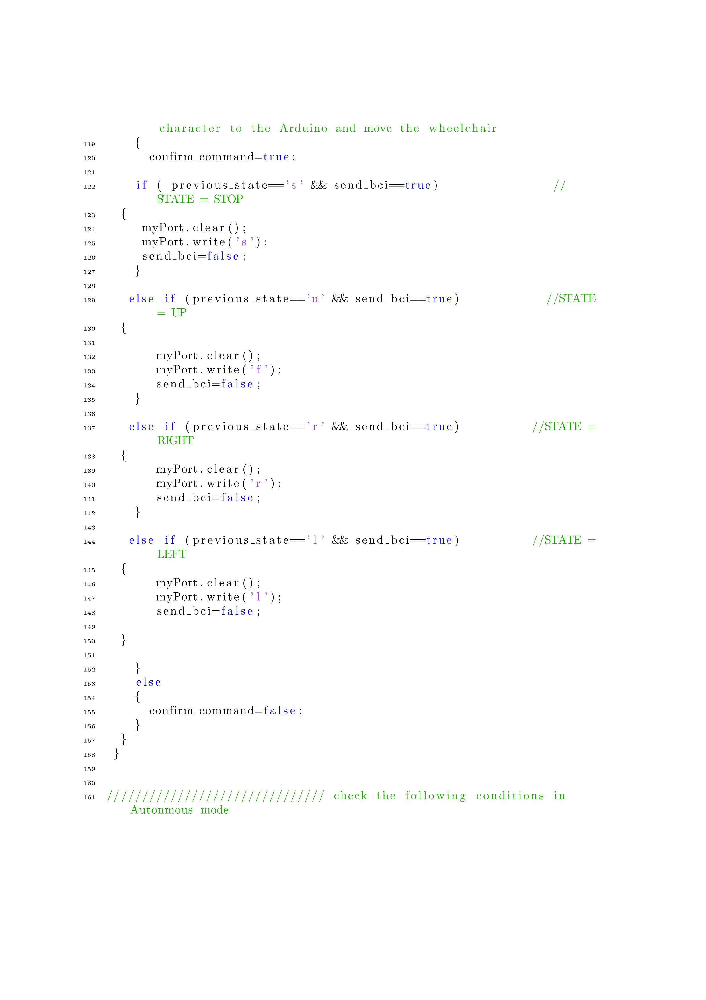 character to the Arduino and move the wheelchair
119 {
120 confirm_command=true;
121
122 if ( previous_state=='s' && send_bci==true) //
STATE = STOP
123 {
124 myPort.clear();
125 myPort.write('s');
126 send_bci=false;
127 }
128
129 else if (previous_state=='u' && send_bci==true) //STATE
= UP
130 {
131
132 myPort.clear();
133 myPort.write('f');
134 send_bci=false;
135 }
136
137 else if (previous_state=='r' && send_bci==true) //STATE =
RIGHT
138 {
139 myPort.clear();
140 myPort.write('r');
141 send_bci=false;
142 }
143
144 else if (previous_state=='l' && send_bci==true) //STATE =
LEFT
145 {
146 myPort.clear();
147 myPort.write('l');
148 send_bci=false;
149
150 }
151
152 }
153 else
154 {
155 confirm_command=false;
156 }
157 }
158 }
159
160
161 /////////////////////////////// check the following conditions in
Autonmous mode